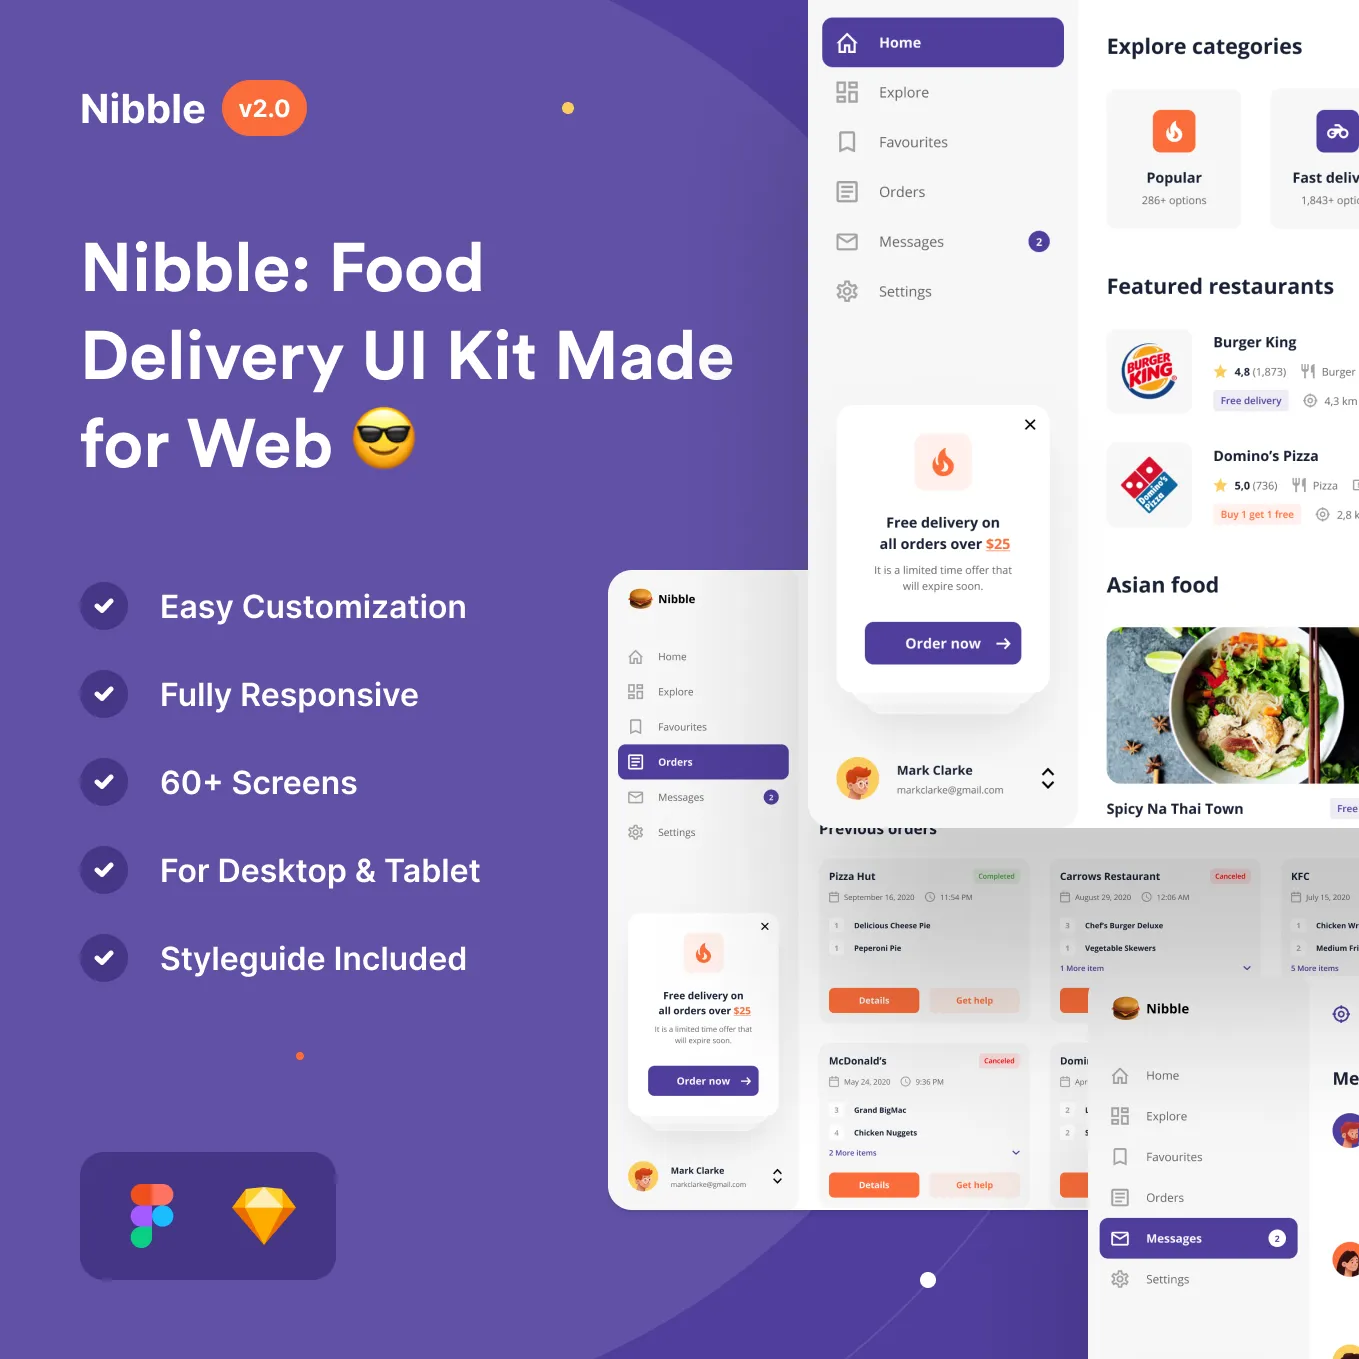 Nibble v2.0
Nibble: Food
Delivery UI Kit Made
for Web 😎
Easy Customization
Fully Responsive
60+ Screens
For Desktop & Tablet
Styleguide Included
Home
Explore
Favourites
Orders
Messages 2
Settings
Free delivery on
all orders over $25
It is a limited time offer that
will expire soon.
Order now
Mark Clarke
markclarke@gmail.com
Explore categories
Popular
286+ options
Fast deliv
1,843+ optio
Featured restaurants
Burger King
BURGER KING
4,8 (1,873) Burger
Free delivery 4,3 km
Domino's Pizza
Domino's Pizza
5,0 (736) Pizza
Buy 1 get 1 free 2,8 k
Asian food
Spicy Na Thai Town Free
Nibble
Home
Explore
Favourites
Orders
Messages 2
Settings
Free delivery on
all orders over $25
It is a limited time offer that
will expire soon.
Order now
Mark Clarke
markclarke@gmail.com
Previous orders
Pizza Hut Completed
September 16, 2020 11:54 PM
1 Delicious Cheese Pie
1 Peperoni Pie
Details Get help
Carrows Restaurant Canceled
August 29, 2020 12:06 AM
3 Chef's Burger Deluxe
1 Vegetable Skewers
1 More item
KFC
July 15, 2020
1 Chicken Wr
2 Medium Fri
5 More items
McDonald's Canceled
May 24, 2020 9:36 PM
3 Grand BigMac
4 Chicken Nuggets
2 More items
Details Get help
Domi
Apr
2 L
2 S
Nibble
Home
Explore
Favourites
Orders
Messages 2
Settings
Me